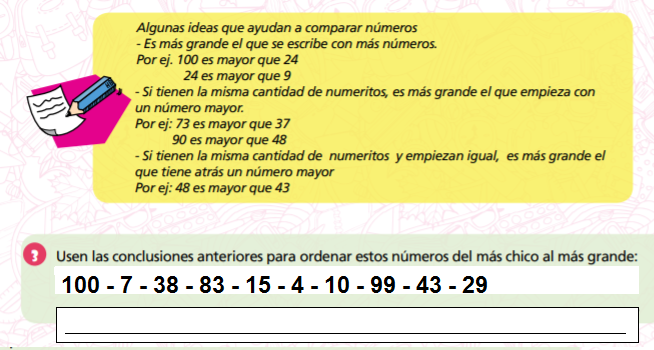 Algunas ideas que ayudan a comparar números
- Es más grande el que se escribe con más números.
Por ej. 100 es mayor que 24
24 es mayor que 9
- Si tienen la misma cantidad de numeritos, es más grande el que empieza con
un número mayor.
Por ej: 73 es mayor que 37
90 es mayor que 48
- Si tienen la misma cantidad de numeritos y empiezan igual, es más grande el
que tiene atrás un número mayor
Por ej: 48 es mayor que 43
3 Usen las conclusiones anteriores para ordenar estos números del más chico al más grande:
100 - 7 - 38 - 83 - 15 - 4 - 10 - 99 - 43 - 29